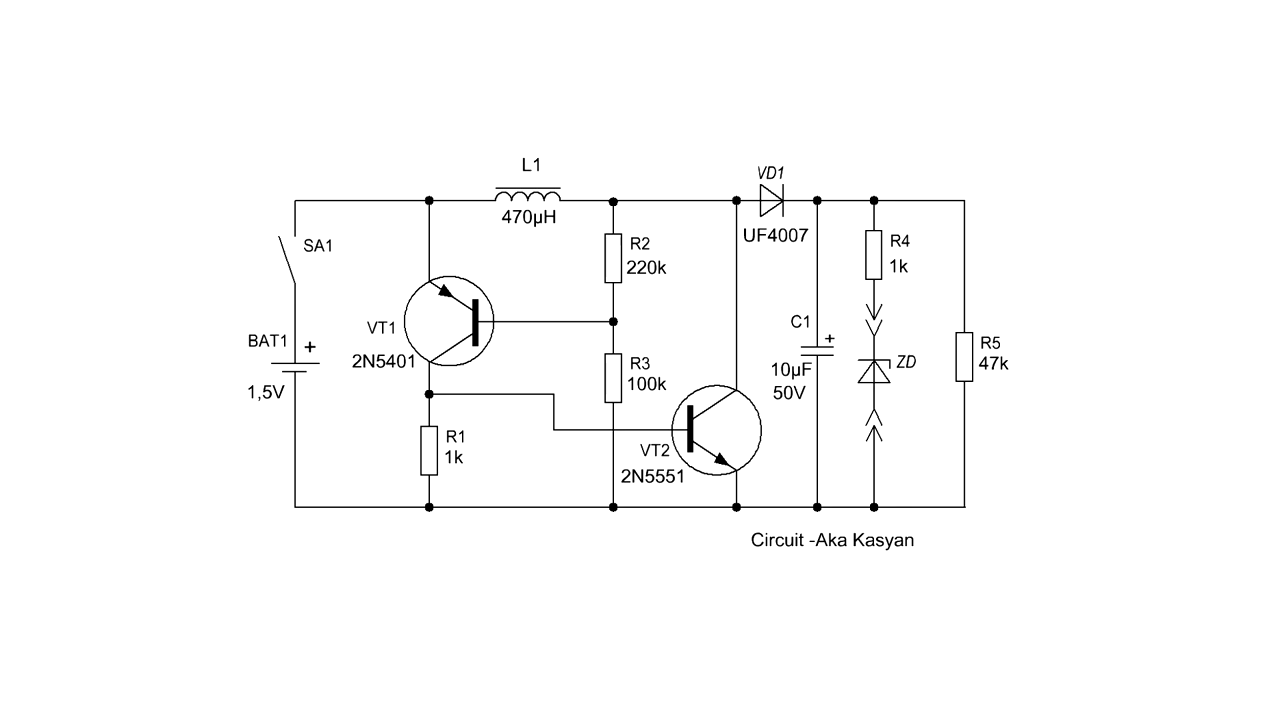 L1
470µH
VD1
UF4007
SA1
R2
220k
R4
1k
VT1
2N5401
BAT1
+
1,5V
C1
+
10µF
50V
ZD
R5
47k
R3
100k
R1
1k
VT2
2N5551
Circuit -Aka Kasyan